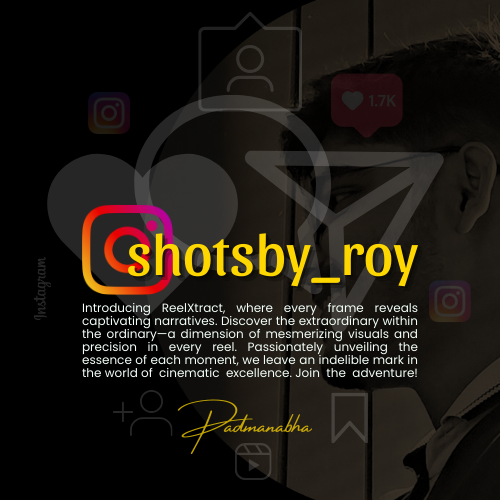 1.7K
shotsby_roy
Instagram
Introducing ReelXtract, where every frame reveals
captivating narratives. Discover the extraordinary within
the ordinary—a dimension of mesmerizing visuals and
precision in every reel. Passionately unveiling the
essence of each moment, we leave an indelible mark in
the world of cinematic excellence. Join the adventure!
Padmanabha